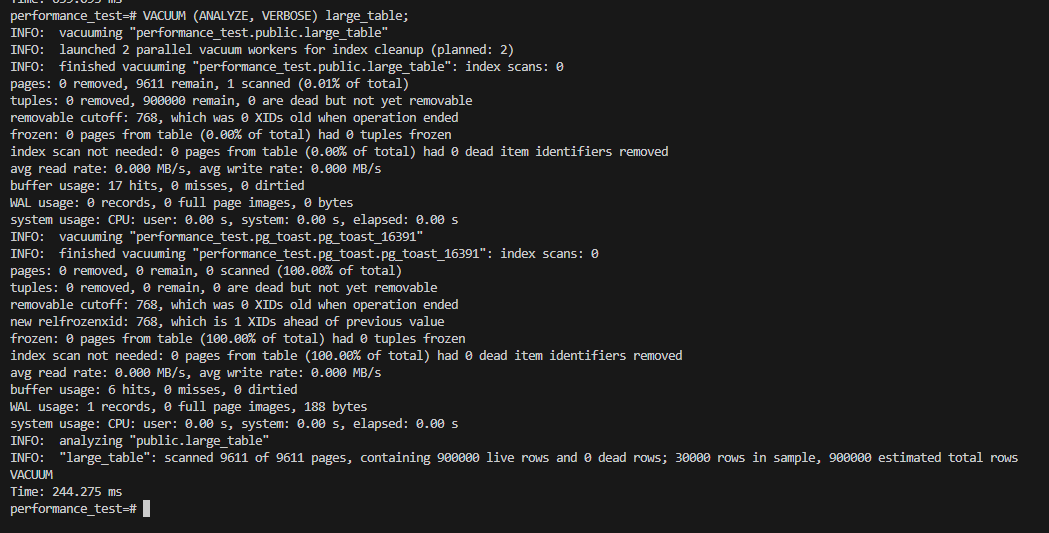 Time: 659.695 ms
performance_test=# VACUUM (ANALYZE, VERBOSE) large_table;
INFO:  vacuuming "performance_test.public.large_table"
INFO:  launched 2 parallel vacuum workers for index cleanup (planned: 2)
INFO:  finished vacuuming "performance_test.public.large_table": index scans: 0
pages: 0 removed, 9611 remain, 1 scanned (0.01% of total)
tuples: 0 removed, 900000 remain, 0 are dead but not yet removable
removable cutoff: 768, which was 0 XIDs old when operation ended
frozen: 0 pages from table (0.00% of total) had 0 tuples frozen
index scan not needed: 0 pages from table (0.00% of total) had 0 dead item identifiers removed
avg read rate: 0.000 MB/s, avg write rate: 0.000 MB/s
buffer usage: 17 hits, 0 misses, 0 dirtied
WAL usage: 0 records, 0 full page images, 0 bytes
system usage: CPU: user: 0.00 s, system: 0.00 s, elapsed: 0.00 s
INFO:  vacuuming "performance_test.pg_toast.pg_toast_16391"
INFO:  finished vacuuming "performance_test.pg_toast.pg_toast_16391": index scans: 0
pages: 0 removed, 0 remain, 0 scanned (100.00% of total)
tuples: 0 removed, 0 remain, 0 are dead but not yet removable
removable cutoff: 768, which was 0 XIDs old when operation ended
new relfrozenxid: 768, which is 1 XIDs ahead of previous value
frozen: 0 pages from table (100.00% of total) had 0 tuples frozen
index scan not needed: 0 pages from table (100.00% of total) had 0 dead item identifiers removed
avg read rate: 0.000 MB/s, avg write rate: 0.000 MB/s
buffer usage: 6 hits, 0 misses, 0 dirtied
WAL usage: 1 records, 0 full page images, 188 bytes
system usage: CPU: user: 0.00 s, system: 0.00 s, elapsed: 0.00 s
INFO:  analyzing "public.large_table"
INFO:  "large_table": scanned 9611 of 9611 pages, containing 900000 live rows and 0 dead rows; 30000 rows in sample, 900000 estimated total rows
VACUUM
Time: 244.275 ms
performance_test=#